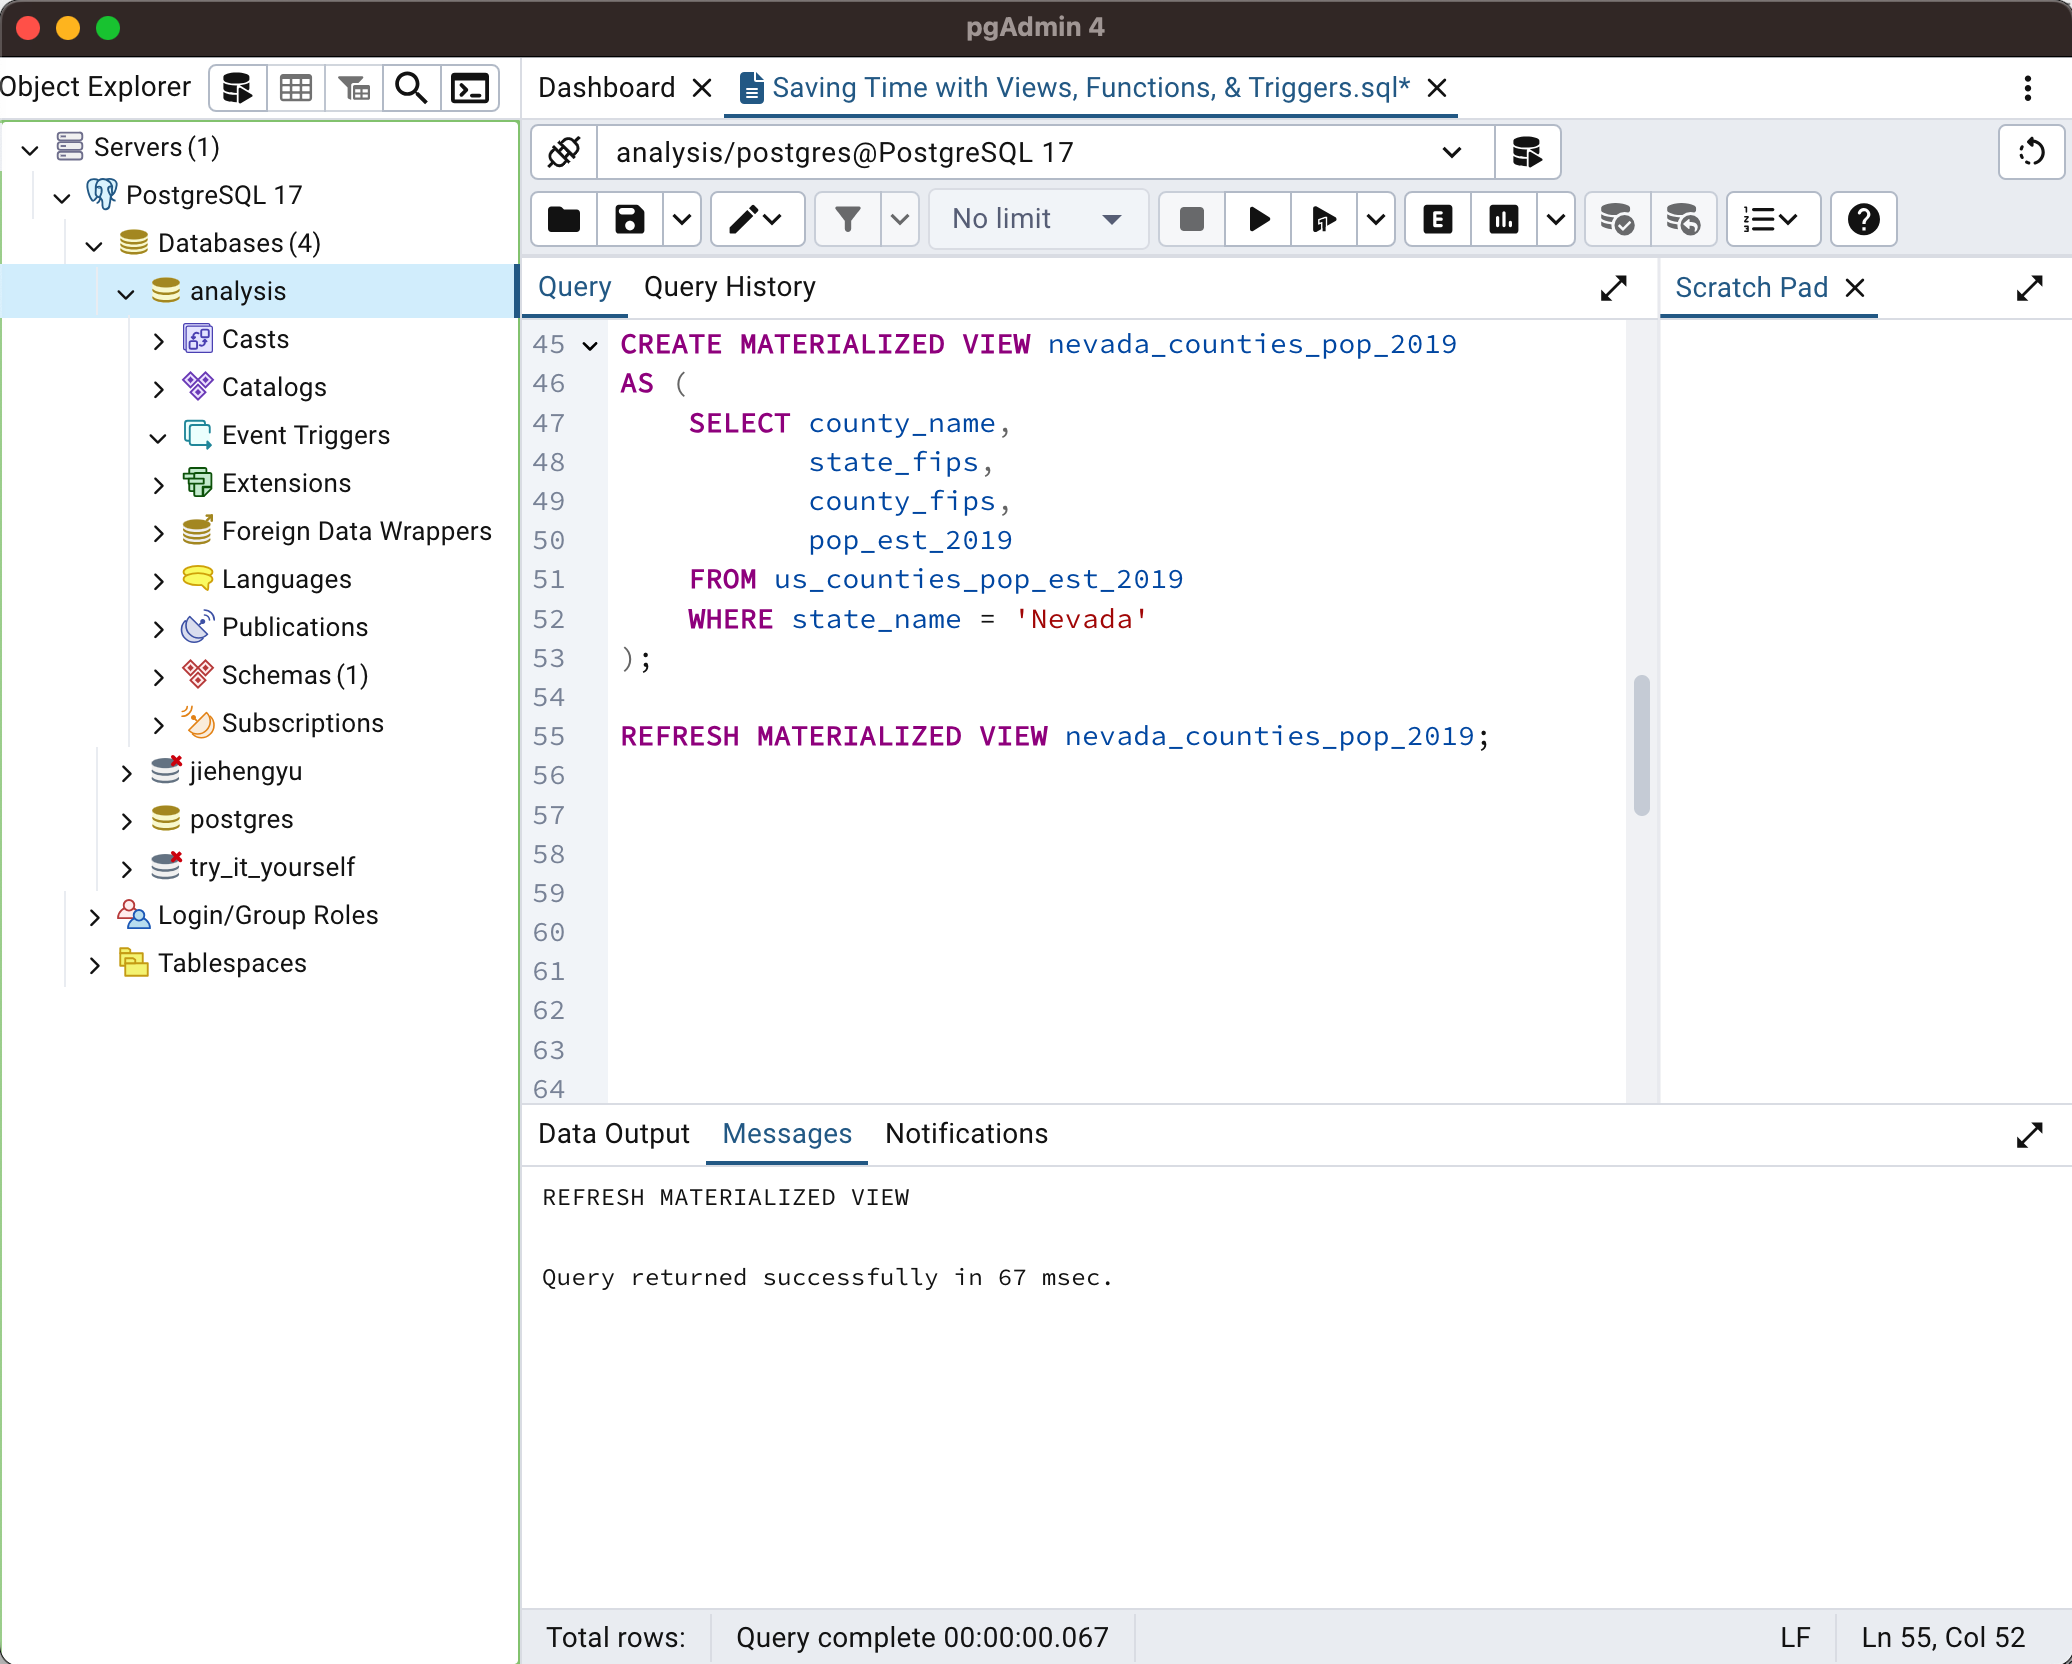 pgAdmin 4
Object Explorer
Dashboard
Saving Time with Views, Functions, & Triggers.sql*
Servers (1)
PostgreSQL 17
Databases (4)
analysis
Casts
Catalogs
Event Triggers
Extensions
Foreign Data Wrappers
Languages
Publications
Schemas (1)
Subscriptions
jiehengyu
postgres
try_it_yourself
Login/Group Roles
Tablespaces
analysis/postgres@PostgreSQL 17
No limit
E
Query
Query History
Scratch Pad
45 CREATE MATERIALIZED VIEW nevada_counties_pop_2019
46 AS (
47 SELECT county_name,
48 state_fips,
49 county_fips,
50 pop_est_2019
51 FROM us_counties_pop_est_2019
52 WHERE state_name = 'Nevada'
53 );
54
55 REFRESH MATERIALIZED VIEW nevada_counties_pop_2019;
56
57
58
59
60
61
62
63
64
Data Output
Messages
Notifications
REFRESH MATERIALIZED VIEW
Query returned successfully in 67 msec.
Total rows:
Query complete 00:00:00.067
LF
Ln 55, Col 52